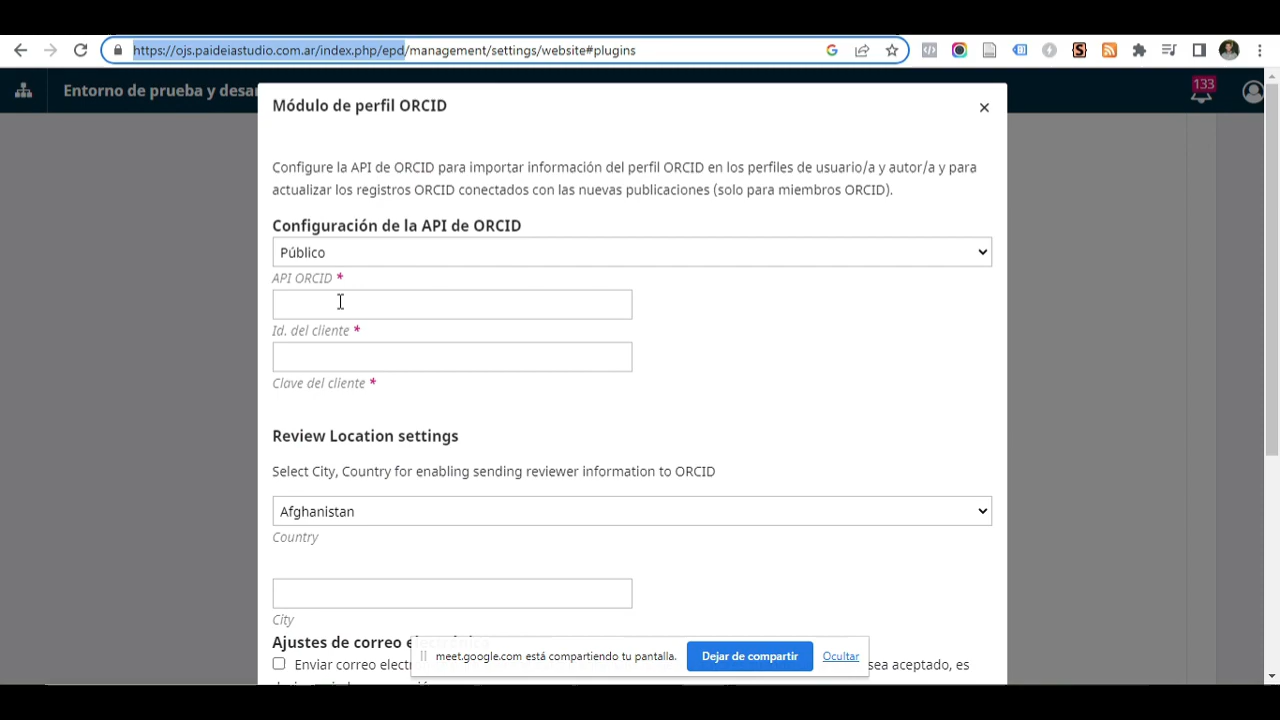 https://ojs.paideiastudio.com.ar/index.php/epd/management/settings/website#plugins
Entorno de prueba y
133
Módulo de perfil ORCID
Configure la API de ORCID para importar información del perfil ORCID en los perfiles de usuario/a y autor/a y para
actualizar los registros ORCID conectados con las nuevas publicaciones (solo para miembros ORCID).
Configuración de la API de ORCID
Público
API ORCID *
Id. del cliente *
Clave del cliente *
Review Location settings
Select City, Country for enabling sending reviewer information to ORCID
Afghanistan
Country
City
Ajustes de correo
meet.google.com está compartiendo tu pantalla.
Dejar de compartir
Ocultar
Enviar correo sea aceptado, es